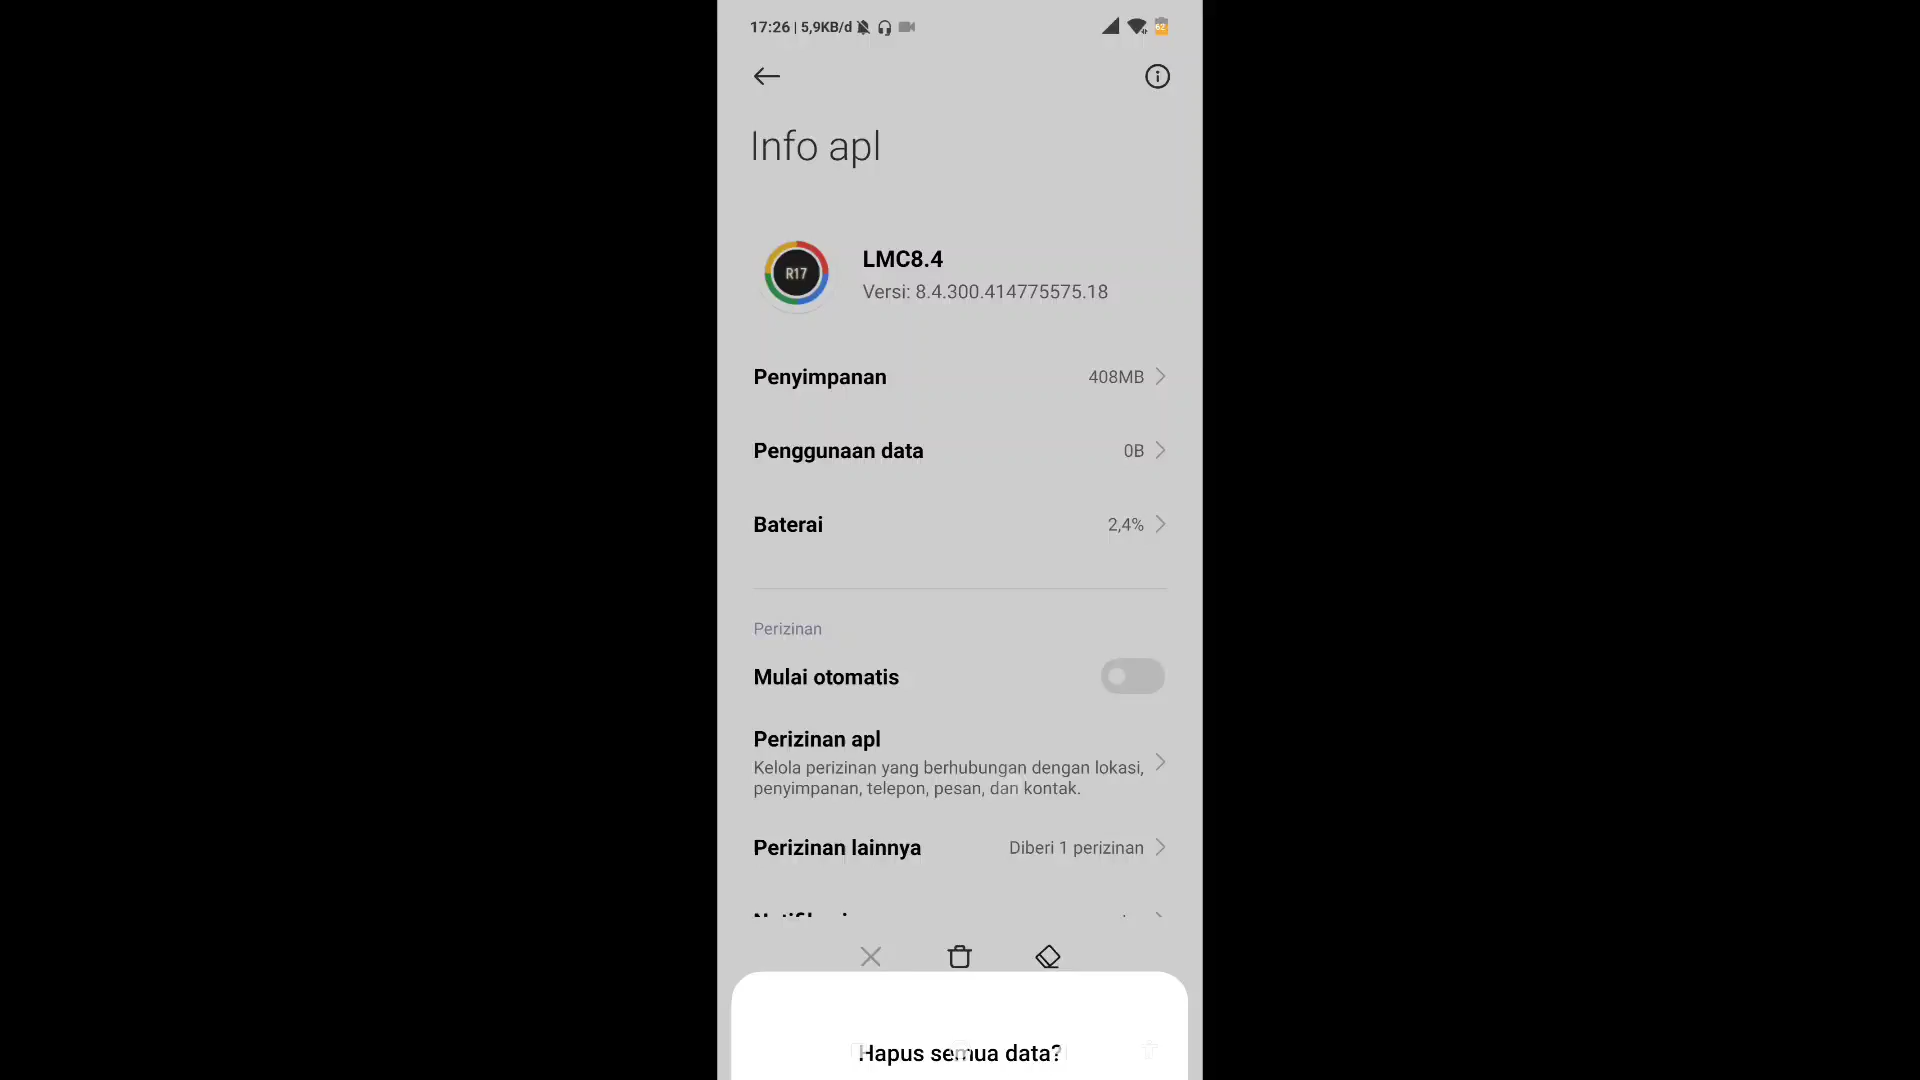 17:26 | 5,9KB/d
62
Info apl
R17
LMC8.4
Versi: 8.4.300.414775575.18
Penyimpanan 408MB
Penggunaan data 0B
Baterai 2,4%
Perizinan
Mulai otomatis
Perizinan apl
Kelola perizinan yang berhubungan dengan lokasi,
penyimpanan, telepon, pesan, dan kontak.
Perizinan lainnya Diberi 1 perizinan
Hapus semua data?